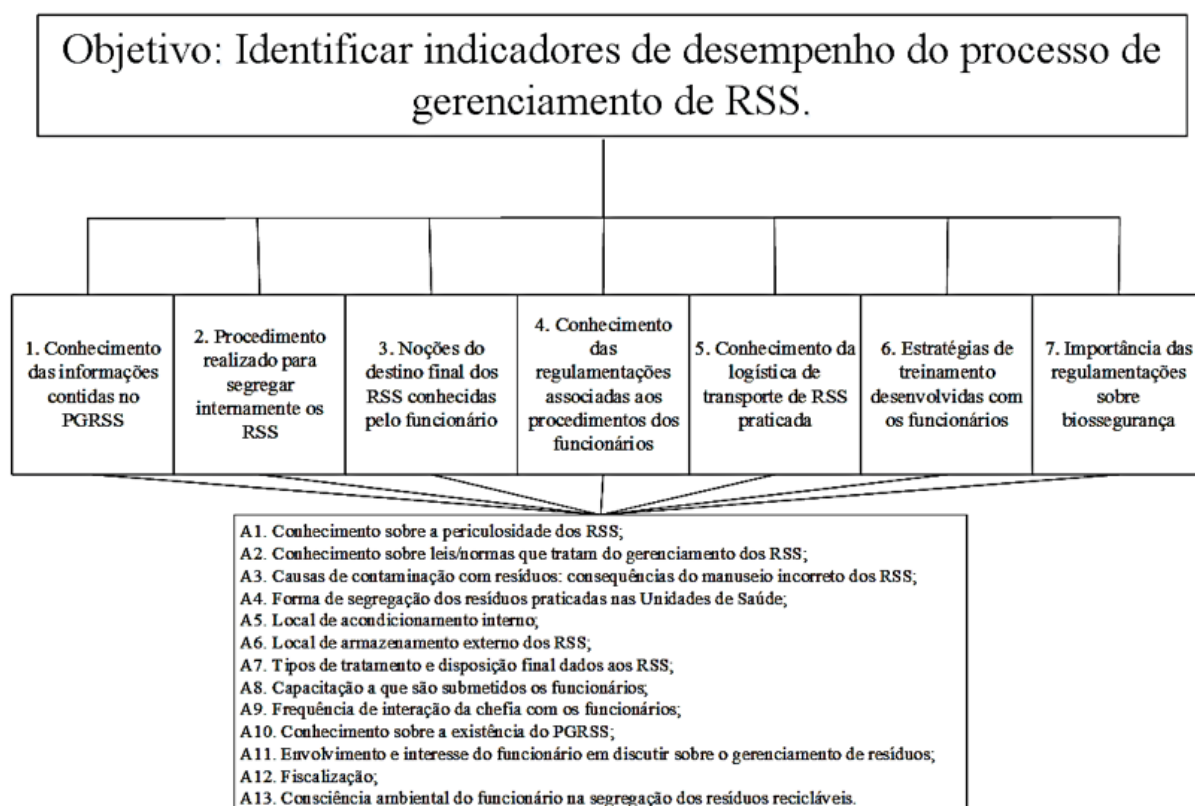 Objetivo: Identificar indicadores de desempenho do processo de
gerenciamento de RSS.
1. Conhecimento
das informações
contidas no
PGRSS
2. Procedimento
realizado para
segregar
internamente os
RSS
3. Noções do
destino final dos
RSS conhecidas
pelo funcionário
4. Conhecimento
das
regulamentações
associadas aos
procedimentos dos
funcionários
5. Conhecimento da
logística de
transporte de RSS
praticada
6. Estratégias de
treinamento
desenvolvidas com
os funcionários
7. Importância das
regulamentações
sobre
biossegurança
A1. Conhecimento sobre a periculosidade dos RSS;
A2. Conhecimento sobre leis/normas que tratam do gerenciamento dos RSS;
A3. Causas de contaminação com resíduos: consequências do manuseio incorreto dos RSS;
A4. Forma de segregação dos resíduos praticadas nas Unidades de Saúde;
A5. Local de acondicionamento interno;
A6. Local de armazenamento externo dos RSS;
A7. Tipos de tratamento e disposição final dados aos RSS;
A8. Capacitação a que são submetidos os funcionários;
A9. Frequência de interação da chefia com os funcionários;
A10. Conhecimento sobre a existência do PGRSS;
A11. Envolvimento e interesse do funcionário em discutir sobre o gerenciamento de resíduos;
A12. Fiscalização;
A13. Consciência ambiental do funcionário na segregação dos resíduos recicláveis.